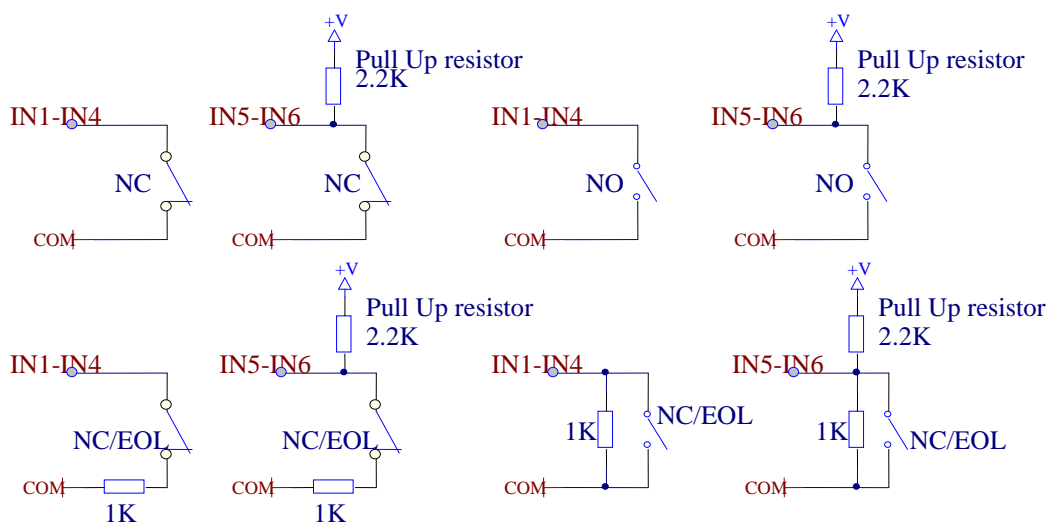 +V
+V
Pull Up resistor
2.2K
Pull Up resistor
2.2K
IN1-IN4
IN5-IN6
IN1-IN4
IN5-IN6
NC
NC
NO
NO
COM
COM
COM
COM
+V
+V
Pull Up resistor
2.2K
Pull Up resistor
2.2K
IN1-IN4
IN5-IN6
IN1-IN4
IN5-IN6
NC/EOL
NC/EOL
1K
NC/EOL
1K
NC/EOL
COM
COM
COM
COM
1K
1K